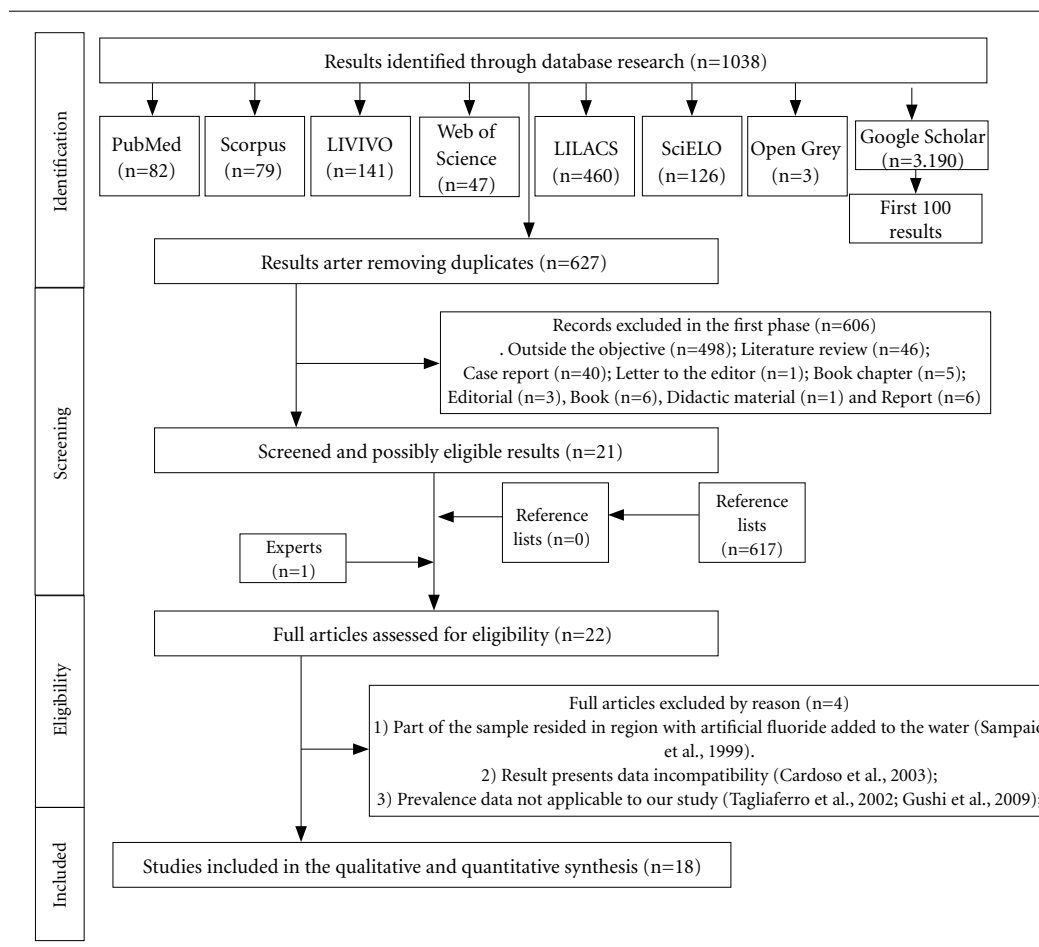 Identification
Results identified through database research (n=1038)
PubMed
(n=82)
Scorpus
(n=79)
LIVIVO
(n=141)
Web of
Science
(n=47)
LILACS
(n=460)
SciELO
(n=126)
Open Grey
(n=3)
Google Scholar
(n=3.190)
First 100
results
Results arter removing duplicates (n=627)
Screening
Records excluded in the first phase (n=606)
. Outside the objective (n=498); Literature review (n=46);
Case report (n=40); Letter to the editor (n=1); Book chapter (n=5);
Editorial (n=3), Book (n=6), Didactic material (n=1) and Report (n=6)
Screened and possibly eligible results (n=21)
Reference
lists (n=0)
Reference
lists
(n=617)
Experts
(n=1)
Eligibility
Full articles assessed for eligibility (n=22)
Full articles excluded by reason (n=4)
1) Part of the sample resided in region with artificial fluoride added to the water (Sampaio
et al., 1999).
2) Result presents data incompatibility (Cardoso et al., 2003);
3) Prevalence data not applicable to our study (Tagliaferro et al., 2002; Gushi et al., 2009);
Included
Studies included in the qualitative and quantitative synthesis (n=18)